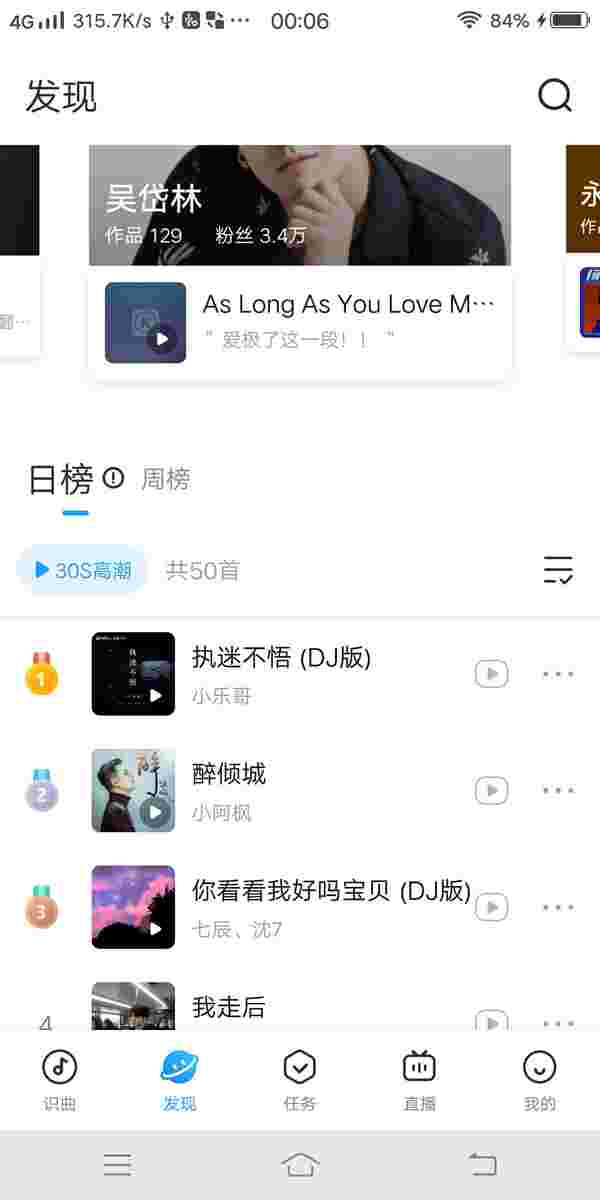 4G 315.7K/s ··· 00:06 84%
发现
吴岱林
作品 129 粉丝 3.4万
As Long As You Love M···
”爱极了这一段！！”
永
作
日榜 周榜
30S高潮 共50首
1 执迷不悟 (DJ版)
小乐哥
2 醉倾城
小阿枫
3 你看看我好吗宝贝 (DJ版)
七辰、沈7
4 我走后
识曲 发现 任务 直播 我的